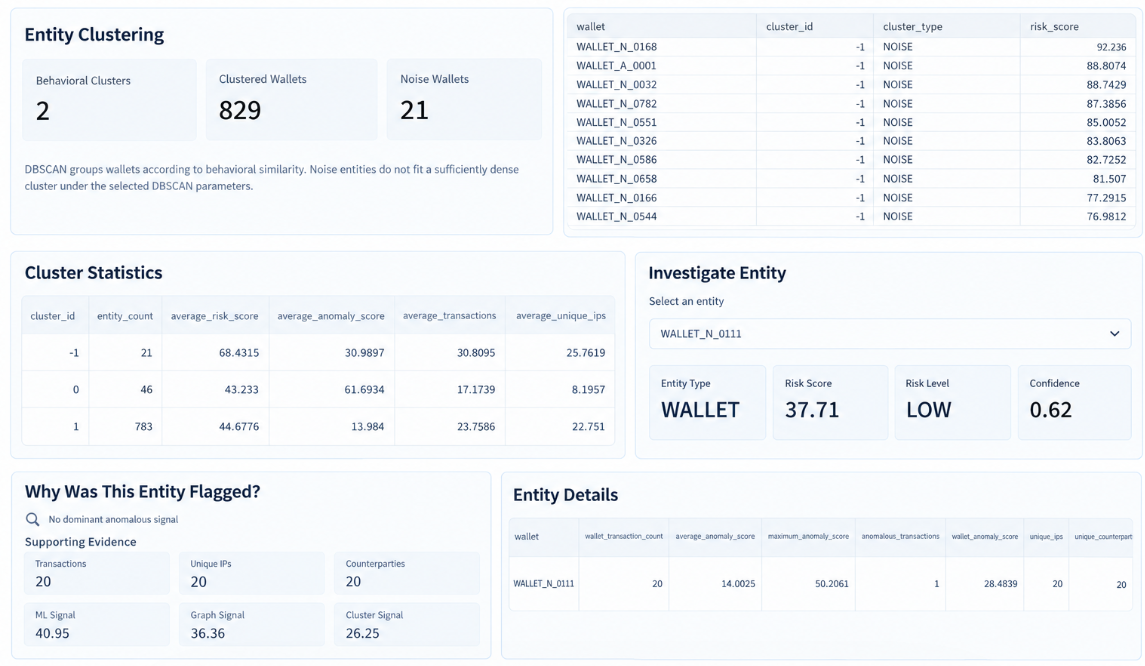 Entity Clustering
Behavioral Clusters
2
Clustered Wallets
829
Noise Wallets
21
DBSCAN groups wallets according to behavioral similarity. Noise entities do not fit a sufficiently dense
cluster under the selected DBSCAN parameters.
wallet cluster_id cluster_type risk_score
WALLET_N_0168 -1 NOISE 92.236
WALLET_A_0001 -1 NOISE 88.8074
WALLET_N_0032 -1 NOISE 88.7429
WALLET_N_0782 -1 NOISE 87.3856
WALLET_N_0551 -1 NOISE 85.0052
WALLET_N_0326 -1 NOISE 83.8063
WALLET_N_0586 -1 NOISE 82.7252
WALLET_N_0658 -1 NOISE 81.507
WALLET_N_0166 -1 NOISE 77.2915
WALLET_N_0544 -1 NOISE 76.9812
Cluster Statistics
cluster_id entity_count average_risk_score average_anomaly_score average_transactions average_unique_ips
-1 21 68.4315 30.9897 30.8095 25.7619
0 46 43.233 61.6934 17.1739 8.1957
1 783 44.6776 13.984 23.7586 22.751
Investigate Entity
Select an entity
WALLET_N_0111
Entity Type
WALLET
Risk Score
37.71
Risk Level
LOW
Confidence
0.62
Why Was This Entity Flagged?
No dominant anomalous signal
Supporting Evidence
Transactions
20
Unique IPs
20
Counterparties
20
ML Signal
40.95
Graph Signal
36.36
Cluster Signal
26.25
Entity Details
wallet wallet_transaction_count average_anomaly_score maximum_anomaly_score anomalous_transactions wallet_anomaly_score unique_ips unique_counterpart
WALLET_N_0111 20 14.0025 50.2061 1 28.4839 20 20